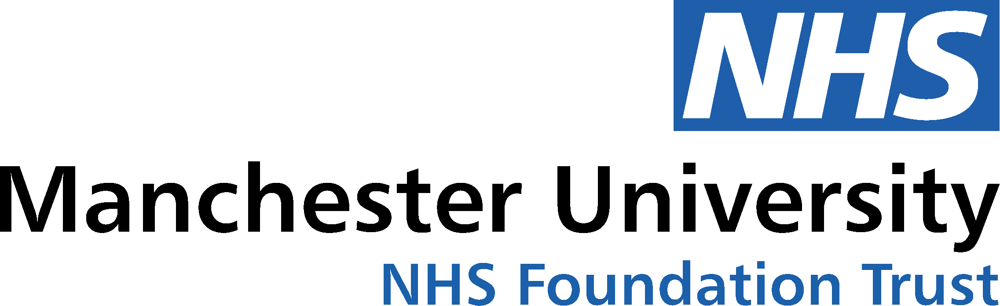 NHS
Manchester University
NHS Foundation Trust